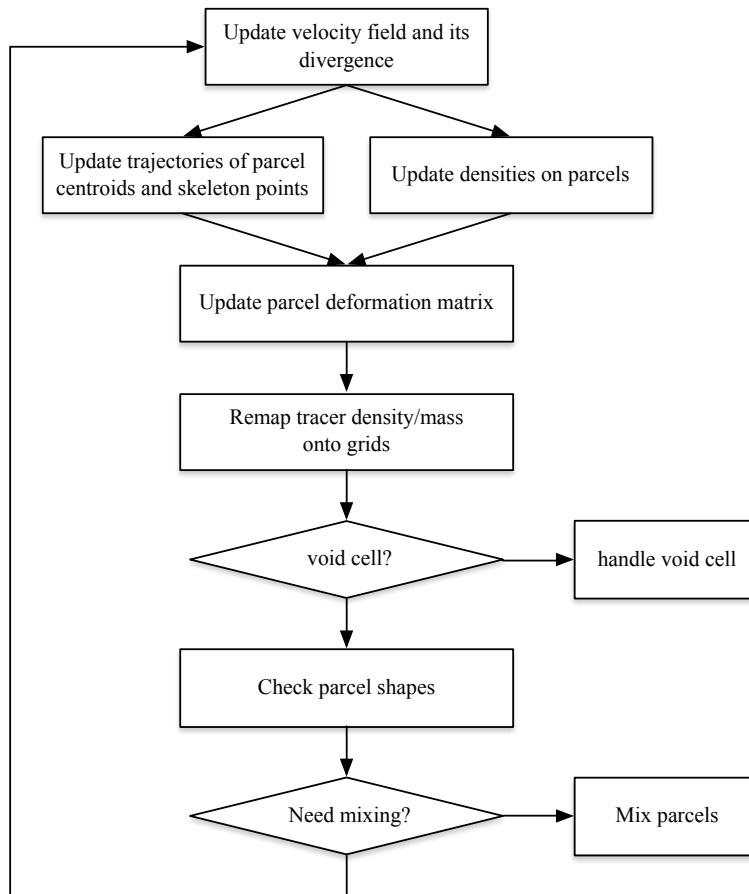 Update velocity field and its
divergence
Update trajectories of parcel
centroids and skeleton points
Update densities on parcels
Update parcel deformation matrix
Remap tracer density/mass
onto grids
void cell?
handle void cell
Check parcel shapes
Need mixing?
Mix parcels